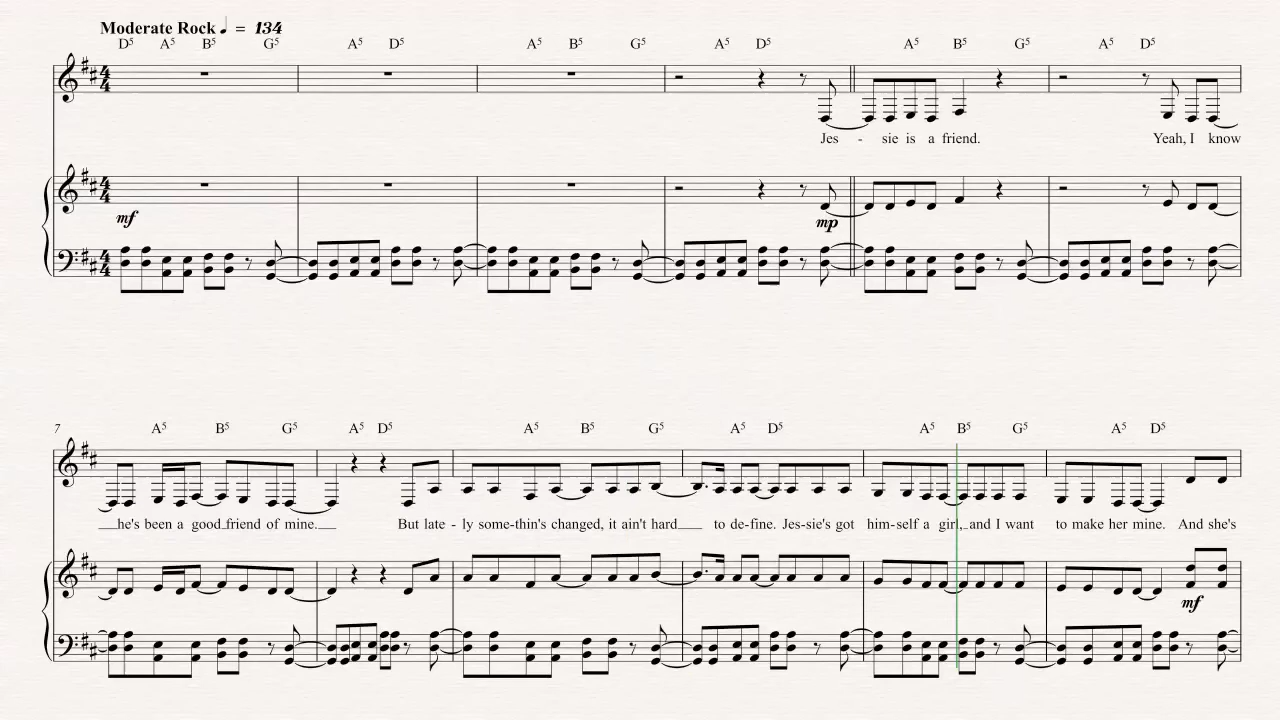 Moderate Rock ♩ = 134
D5 A5 B5 G5 A5 D5 A5 B5 G5 A5 D5 A5 B5 G5 A5 D5
Jes - sie is a friend. Yeah, I know
mf mp
7 A5 B5 G5 A5 D5 A5 B5 G5 A5 D5 A5 B5 G5 A5 D5
he's been a good friend of mine. But late - ly some-thin's changed, it ain't hard to de-fine. Jes-sie's got him-self a girl, and I want to make her mine. And she's
mf